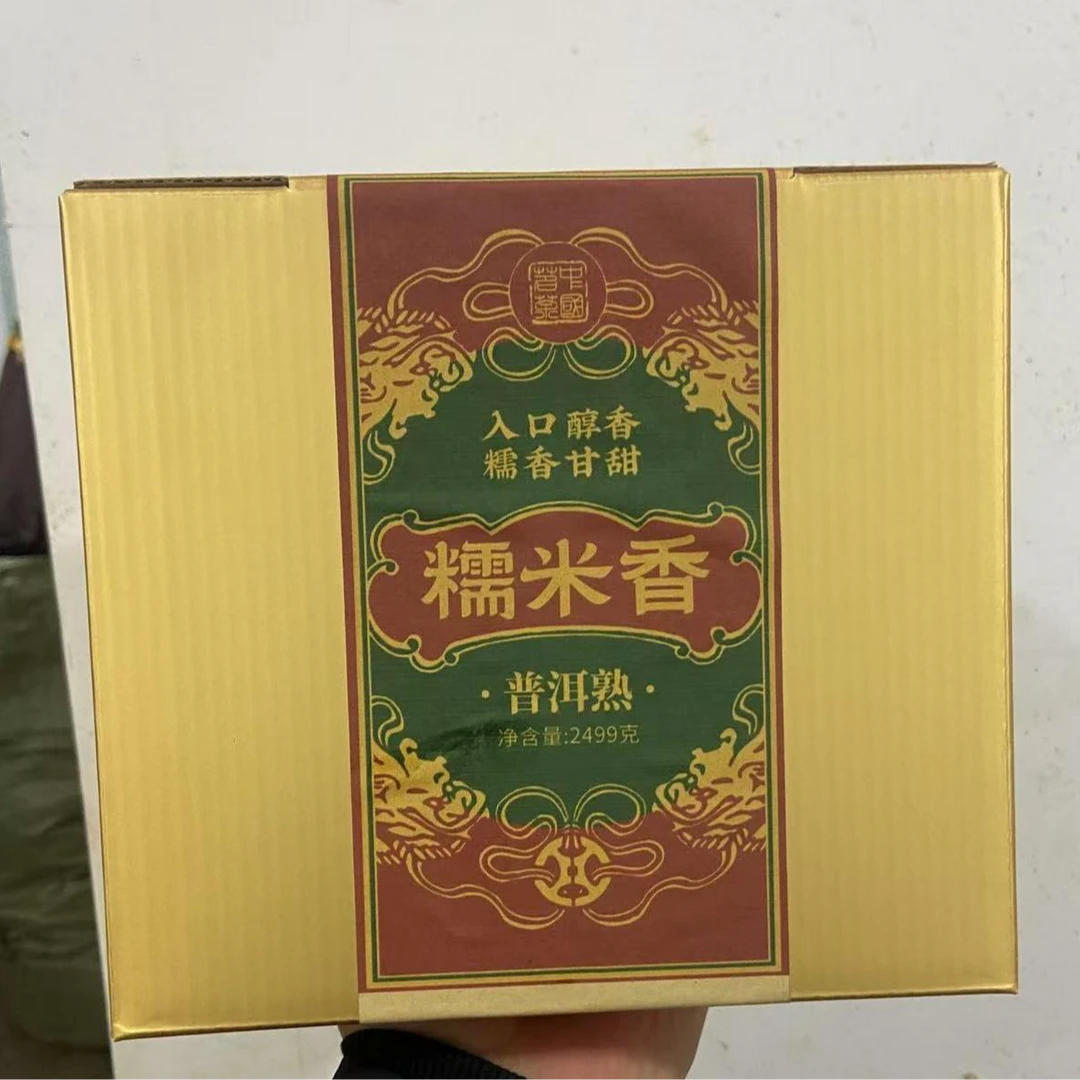 中國
茗茶
入口醇香
糯香甘甜
糯米香
·普洱熟·
净含量:2499克